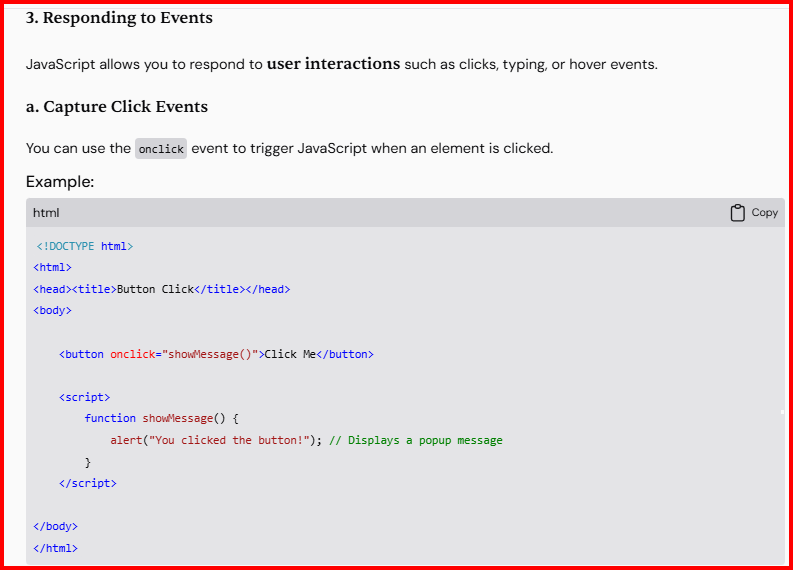 3. Responding to Events
JavaScript allows you to respond to user interactions such as clicks, typing, or hover events.
a. Capture Click Events
You can use the onclick event to trigger JavaScript when an element is clicked.
Example:
html Copy
<!DOCTYPE html>
<html>
<head><title>Button Click</title></head>
<body>
<button onclick="showMessage()">Click Me</button>
<script>
function showMessage() {
alert("You clicked the button!"); // Displays a popup message
}
</script>
</body>
</html>